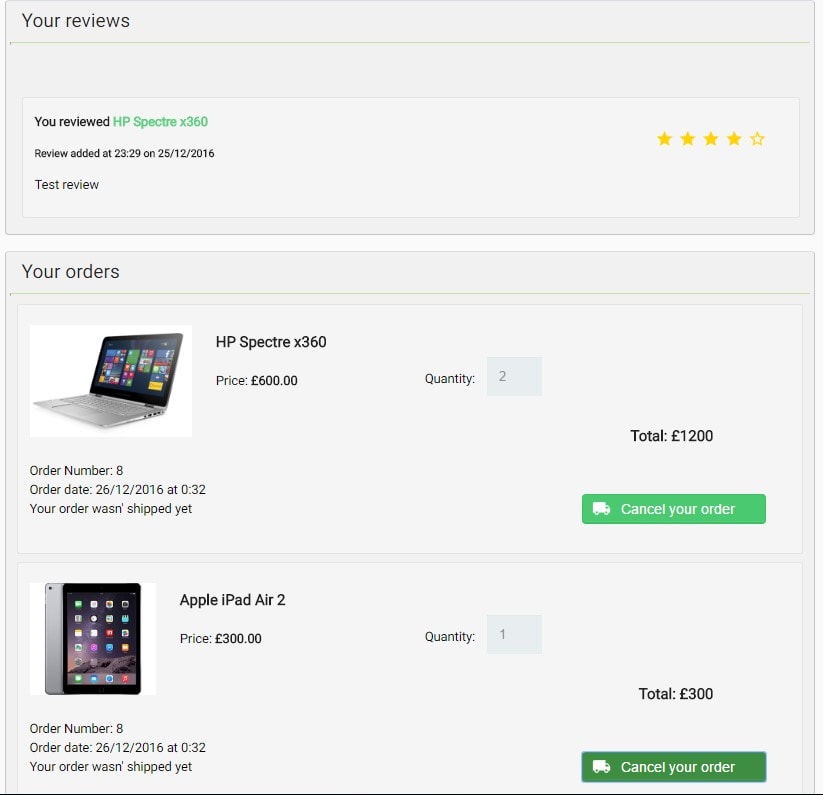 Your reviews
You reviewed HP Spectre x360
Review added at 23:29 on 25/12/2016
Test review
Your orders
HP Spectre x360
Price: £600.00
Quantity: 2
Total: £1200
Order Number: 8
Order date: 26/12/2016 at 0:32
Your order wasn' shipped yet
Cancel your order
Apple iPad Air 2
Price: £300.00
Quantity: 1
Total: £300
Order Number: 8
Order date: 26/12/2016 at 0:32
Your order wasn' shipped yet
Cancel your order